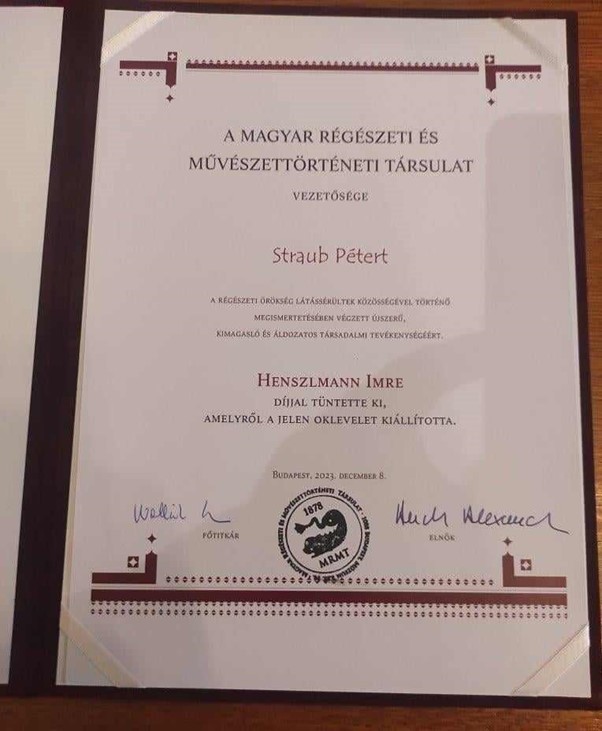 A MAGYAR RÉGÉSZETI ÉS
MŰVÉSZETTÖRTÉNETI TÁRSULAT
VEZETŐSÉGE
Straub Pétert
A RÉGÉSZETI ÖRÖKSÉG LÁTÁSSÉRÜLTEK KÖZÖSSÉGÉVEL TÖRTÉNŐ
MEGISMERTETÉSÉBEN VÉGZETT ÚJSZERŰ,
KIMAGASLÓ ÉS ÁLDOZATOS TÁRSADALMI TEVÉKENYSÉGÉÉRT.
HENSZLMANN IMRE
DÍJJAL TÜNTETTE KI,
AMELYRŐL A JELEN OKLEVELET KIÁLLÍTOTTA.
BUDAPEST, 2023. DECEMBER 8.
FŐTITKÁR
1878
MRMT
ELNÖK